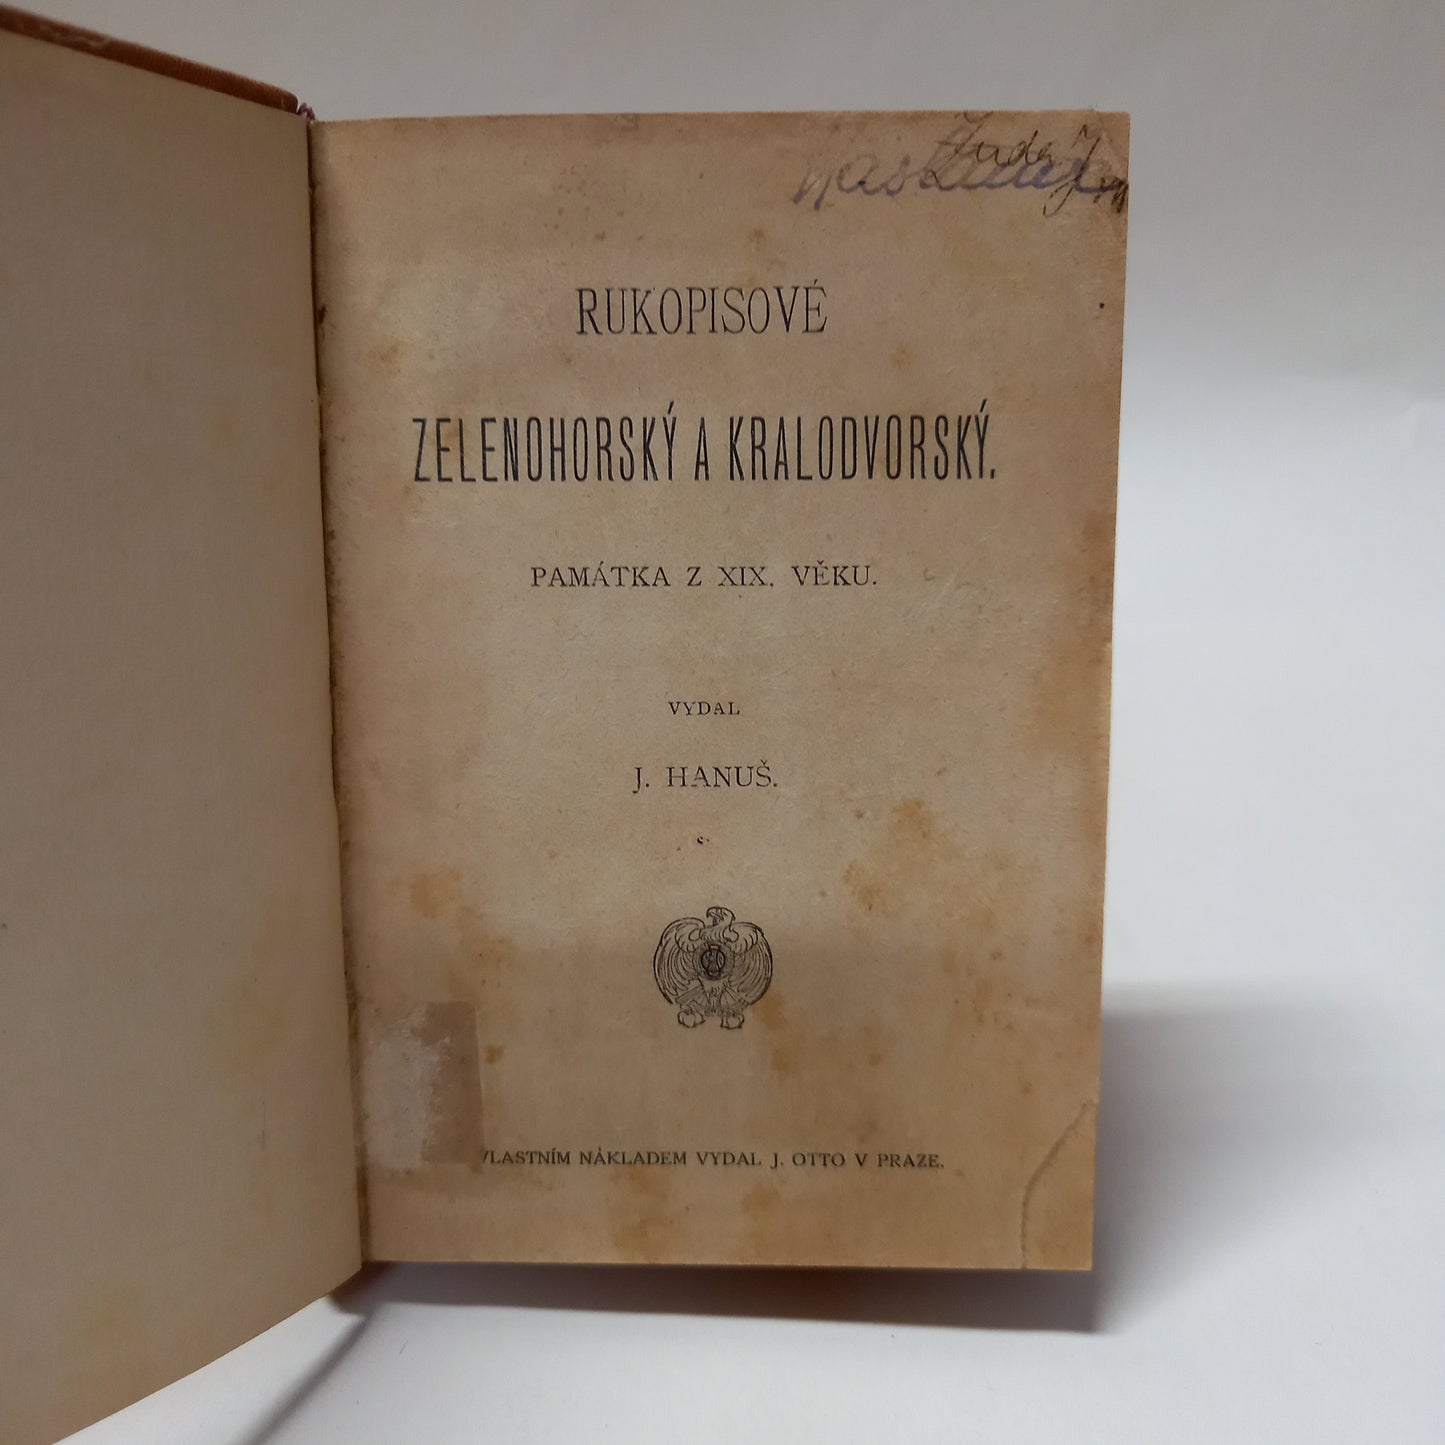 RUKOPISOVÉ
ZELENOHORSKÝ A KRALODVORSKÝ.
PAMÁTKA Z XIX. VĚKU.
VYDAL
J. HANUŠ.
VLASTNÍM NÁKLADEM VYDAL J. OTTO V PRAZE.